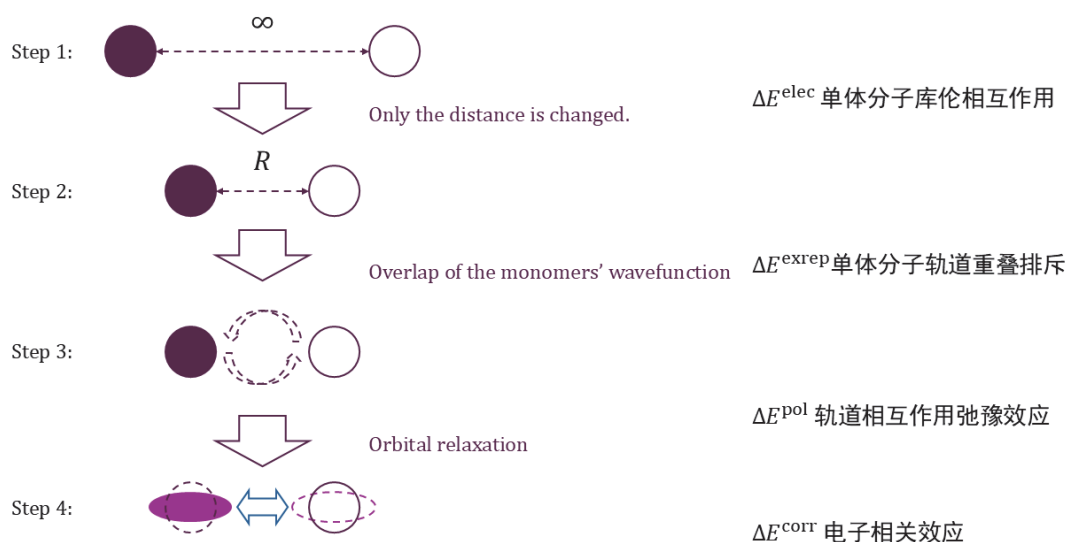 ∞
Step 1:
ΔE^elec 单体分子库伦相互作用
Only the distance is changed.
R
Step 2:
ΔE^exrep单体分子轨道重叠排斥
Overlap of the monomers’ wavefunction
Step 3:
ΔE^pol 轨道相互作用弛豫效应
Orbital relaxation
Step 4:
ΔE^corr 电子相关效应